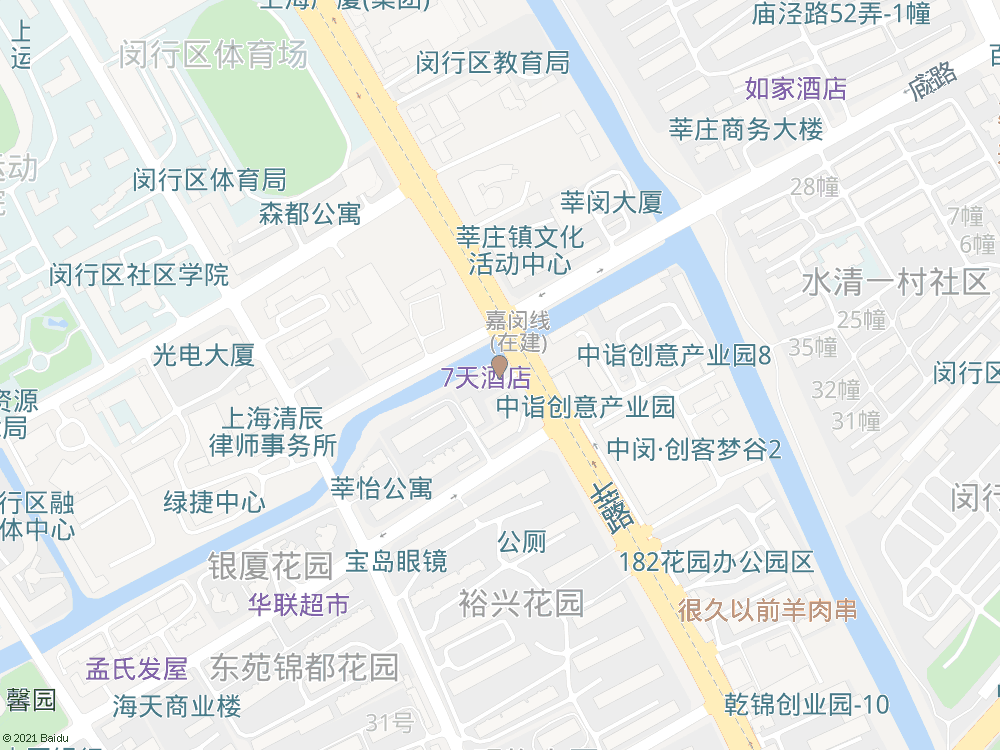 上海广厦(集团)
庙泾路52弄-1幢
上
运
闵行区体育场
闵行区教育局
如家酒店
庙路
莘庄商务大楼
运动
院
闵行区体育局
28幢
森都公寓
莘闵大厦
7幢
6幢
莘庄镇文化
活动中心
闵行区社区学院
水清一村社区
嘉闵线
(在建)
25幢
35幢
光电大厦
中诣创意产业园8
7天酒店
闵行区
32幢
资源
局
中诣创意产业园
31幢
上海清辰
律师事务所
中闵·创客梦谷2
莘怡公寓
行区融
体中心
绿捷中心
闵行
公厕
银厦花园
宝岛眼镜
182花园办公园区
华联超市
裕兴花园
很久以前羊肉串
孟氏发屋
东苑锦都花园
馨园
海天商业楼
31号
乾锦创业园-10
© 2021 Baidu